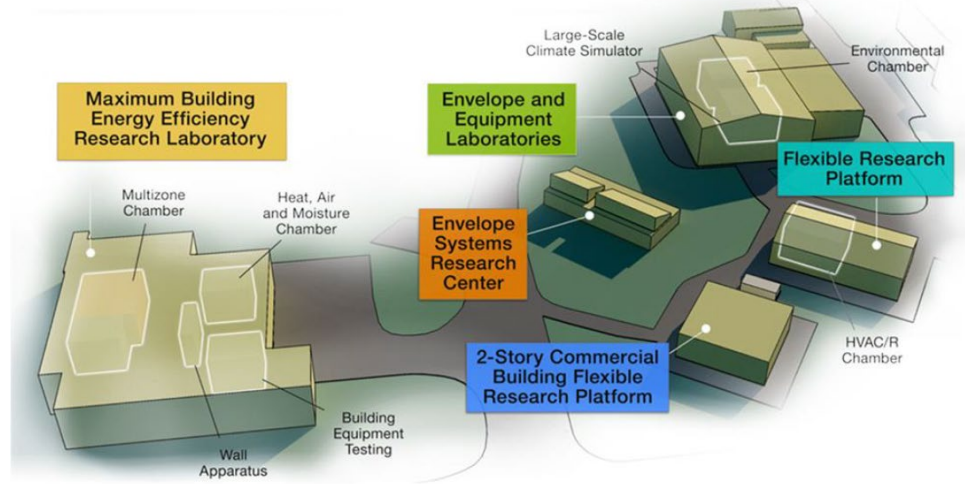 Large-Scale
Climate Simulator
Environmental
Chamber
Maximum Building
Energy Efficiency
Research Laboratory
Envelope and
Equipment
Laboratories
Flexible Research
Platform
Multizone
Chamber
Heat, Air
and Moisture
Chamber
Envelope
Systems
Research
Center
HVAC/R
Chamber
2-Story Commercial
Building Flexible
Research Platform
Building
Equipment
Testing
Wall
Apparatus